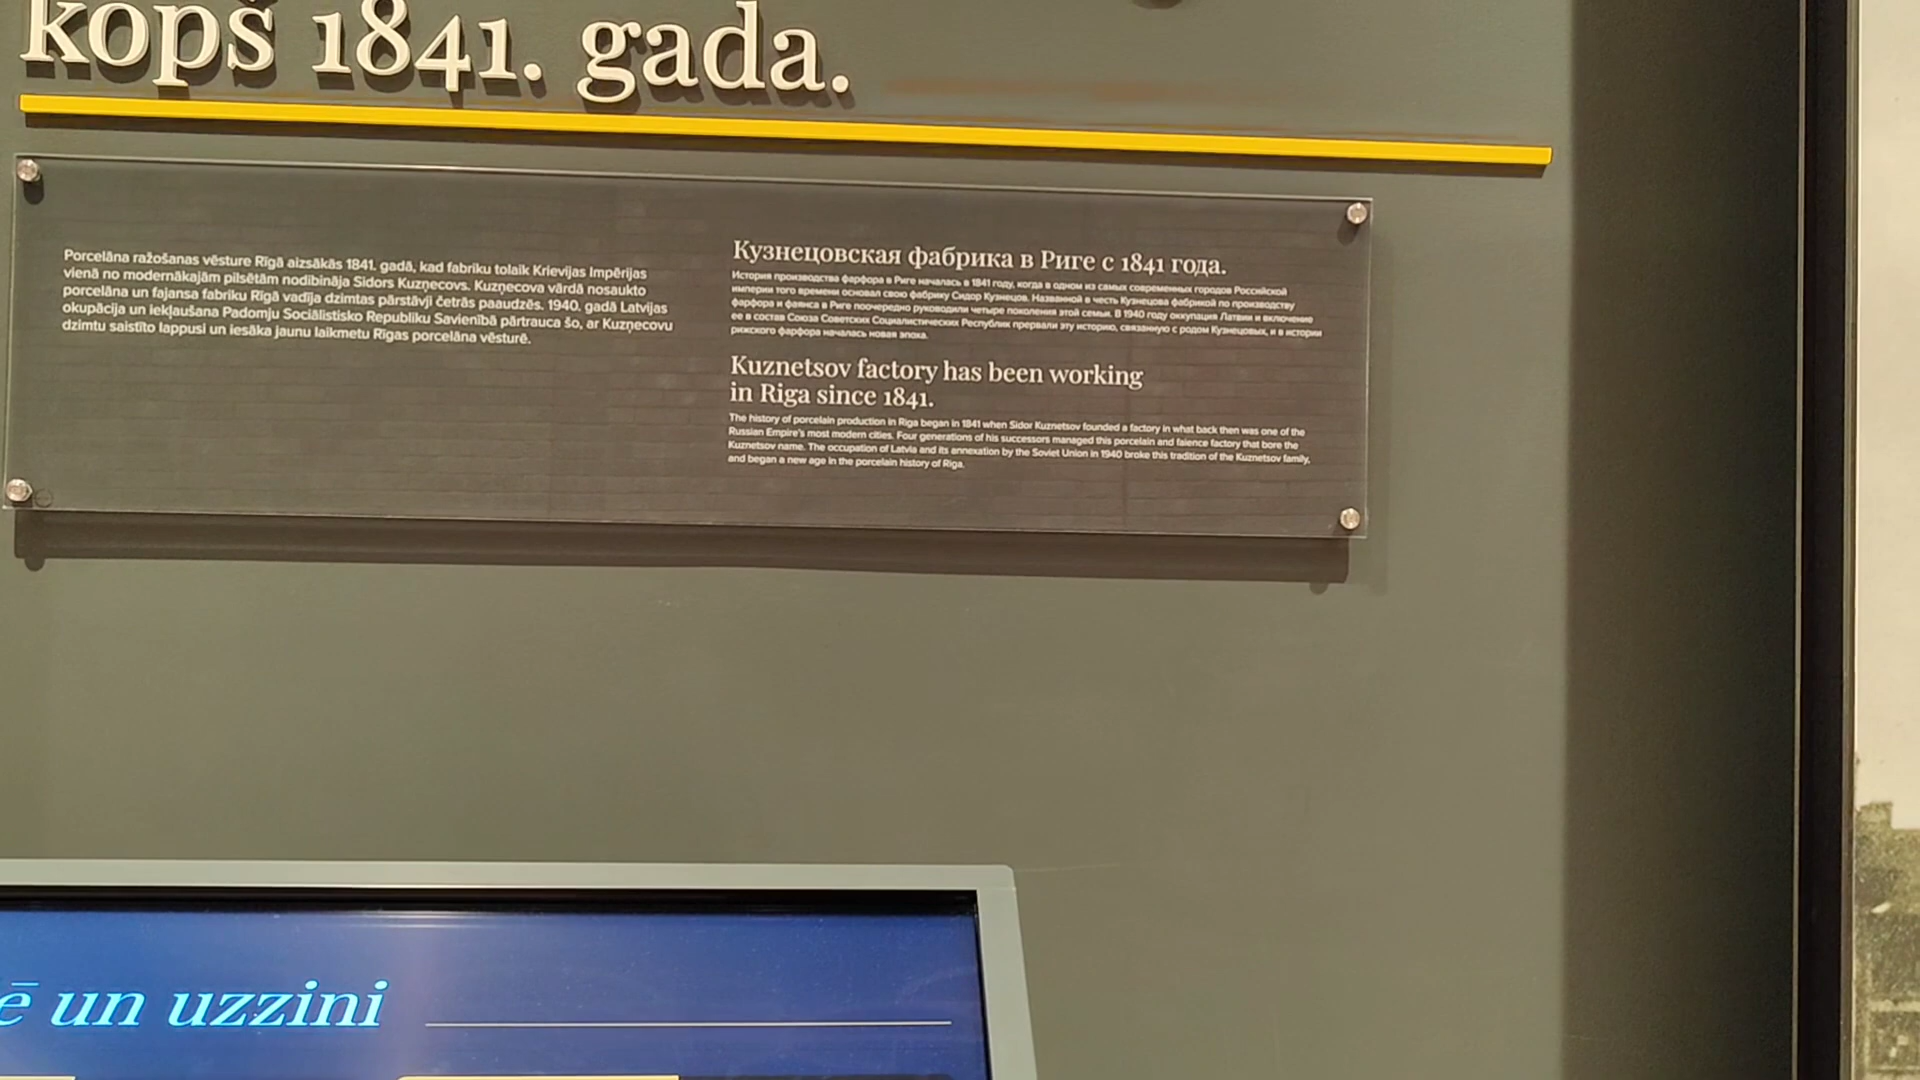 kopš 1841. gada.
Porcelāna ražošanas vēsture Rīgā aizsākās 1841. gadā, kad fabriku tolaik Krievijas Impērijas
vienā no modernākajām pilsētām nodibināja Sidors Kuzņecovs. Kuzņecova vārdā nosaukto
porcelāna un fajansa fabriku Rīgā vadīja dzimtas pārstāvji četrās paaudzēs. 1940. gadā Latvijas
okupācija un iekļaušana Padomju Sociālistisko Republiku Savienībā pārtrauca šo, ar Kuzņecovu
dzimtu saistīto lappusi un iesāka jaunu laikmetu Rīgas porcelāna vēsturē.
Кузнецовская фабрика в Риге с 1841 года.
История производства фарфора в Риге началась в 1841 году, когда в одном из самых современных городов Российской
империи того времени основал свою фабрику Сидор Кузнецов. Названной в честь Кузнецова фабрикой по производству
фарфора и фаянса в Риге поочередно руководили четыре поколения этой семьи. В 1940 году оккупация Латвии и включение
ее в состав Союза Советских Социалистических Республик прервали эту историю, связанную с родом Кузнецовых, и в истории
рижского фарфора началась новая эпоха.
Kuznetsov factory has been working
in Riga since 1841.
The history of porcelain production in Riga began in 1841 when Sidor Kuznetsov founded a factory in what back then was one of the
Russian Empire's most modern cities. Four generations of his successors managed this porcelain and faience factory that bore the
Kuznetsov name. The occupation of Latvia and its annexation by the Soviet Union in 1940 broke this tradition of the Kuznetsov family,
and began a new age in the porcelain history of Riga.
ē un uzzini